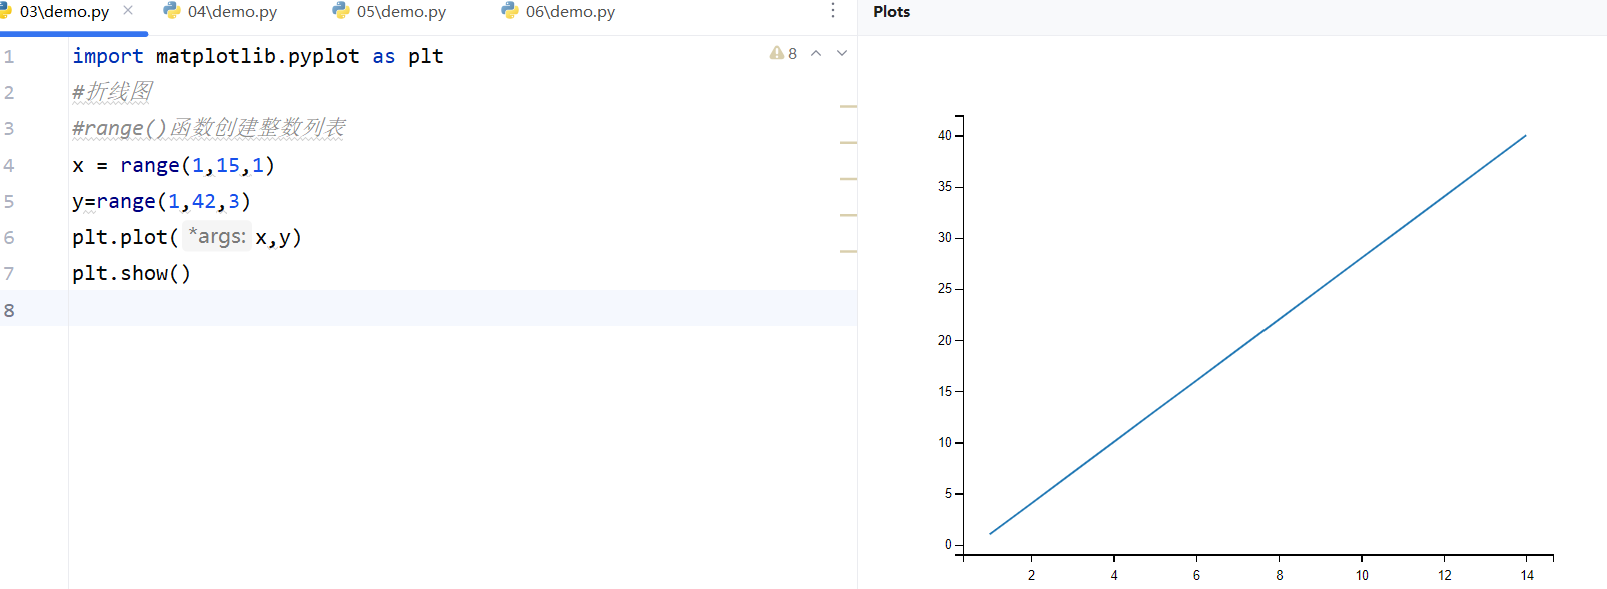 03\demo.py 04\demo.py 05\demo.py 06\demo.py
Plots
8
1 import matplotlib.pyplot as plt
2 #折线图
3 #range()函数创建整数列表
4 x = range(1,15,1)
5 y=range(1,42,3)
6 plt.plot( *args: x,y)
7 plt.show()
8
40
35
30
25
20
15
10
5
0
2 4 6 8 10 12 14